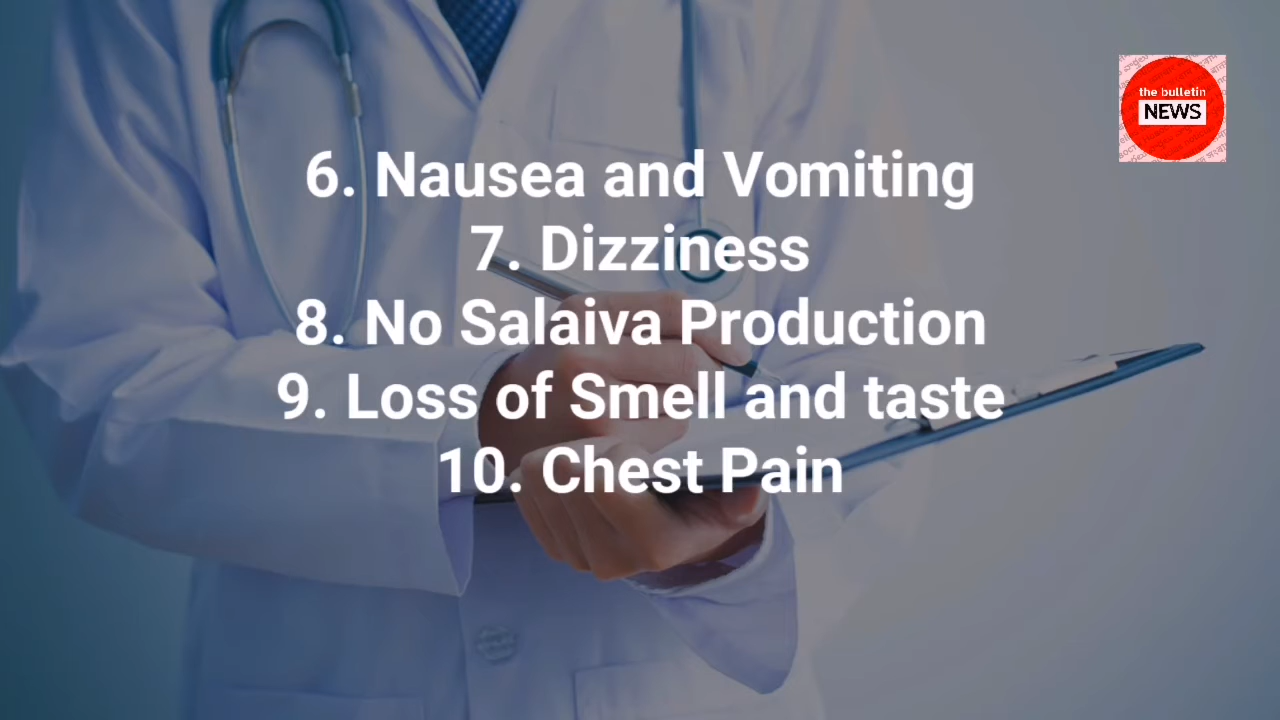 the bulletin
NEWS
6. Nausea and Vomiting
7. Dizziness
8. No Salaiva Production
9. Loss of Smell and taste
10. Chest Pain